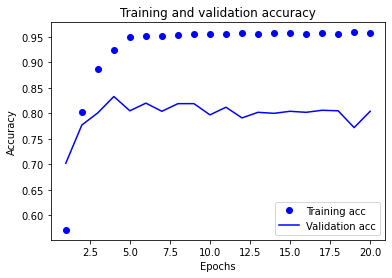 Training and validation accuracy
Accuracy
0.95
0.90
0.85
0.80
0.75
0.70
0.65
0.60
Training acc
Validation acc
2.5 5.0 7.5 10.0 12.5 15.0 17.5 20.0
Epochs